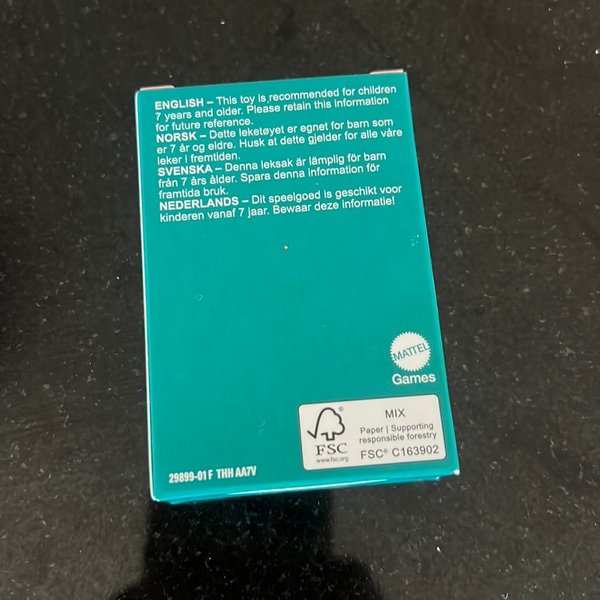 ENGLISH – This toy is recommended for children
7 years and older. Please retain this information
for future reference.
NORSK – Dette leketøyet er egnet for barn som
er 7 år og eldre. Husk at dette gjelder for alle våre
leker i fremtiden.
SVENSKA – Denna leksak är lämplig för barn
från 7 års ålder. Spara denna information för
framtida bruk.
NEDERLANDS – Dit speelgoed is geschikt voor
kinderen vanaf 7 jaar. Bewaar deze informatie!
MATTEL
Games
FSC
www.fsc.org
MIX
Paper | Supporting
responsible forestry
FSC® C163902
29899-01 F THH AA7V